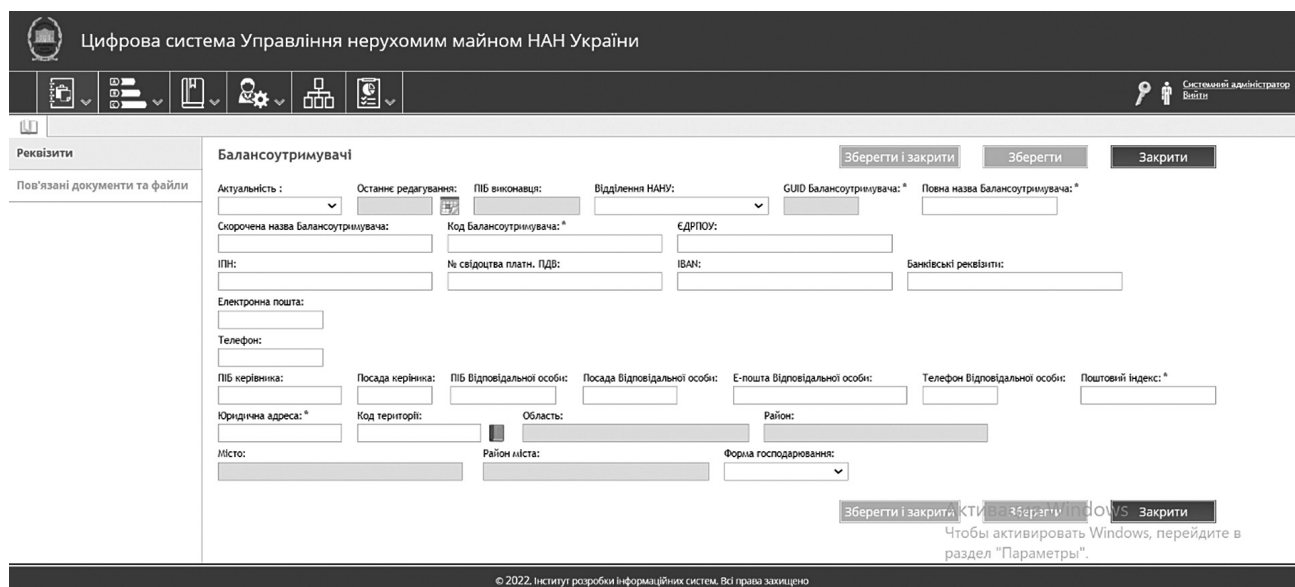 Цифрова система Управління нерухомим майном НАН України
Системний адміністратор
Вийти
Реквізити
Пов'язані документи та файли
Балансоутримувачі
Зберегти і закрити Зберегти Закрити
Актуальність : Останнє редагування: ПІБ виконавця: Відділення НАНУ: GUID Балансоутримувача: * Повна назва Балансоутримувача: *
Скорочена назва Балансоутримувача: Код Балансоутримувача: * ЄДРПОУ:
ІПН: № свідоцтва платн. ПДВ: IBAN: Банківські реквізити:
Електронна пошта:
Телефон:
ПІБ керівника: Посада керіника: ПІБ Відповідальної особи: Посада Відповідальної особи: Е-пошта Відповідальної особи: Телефон Відповідальної особи: Поштовий індекс: *
Юридична адреса: * Код території: Область: Район:
Місто: Район міста: Форма господарювання:
Зберегти і закрити Зберегти Закрити
Активация Windows
Чтобы активировать Windows, перейдите в
раздел "Параметры".
© 2022, Інститут розробки інформаційних систем. Всі права захищено